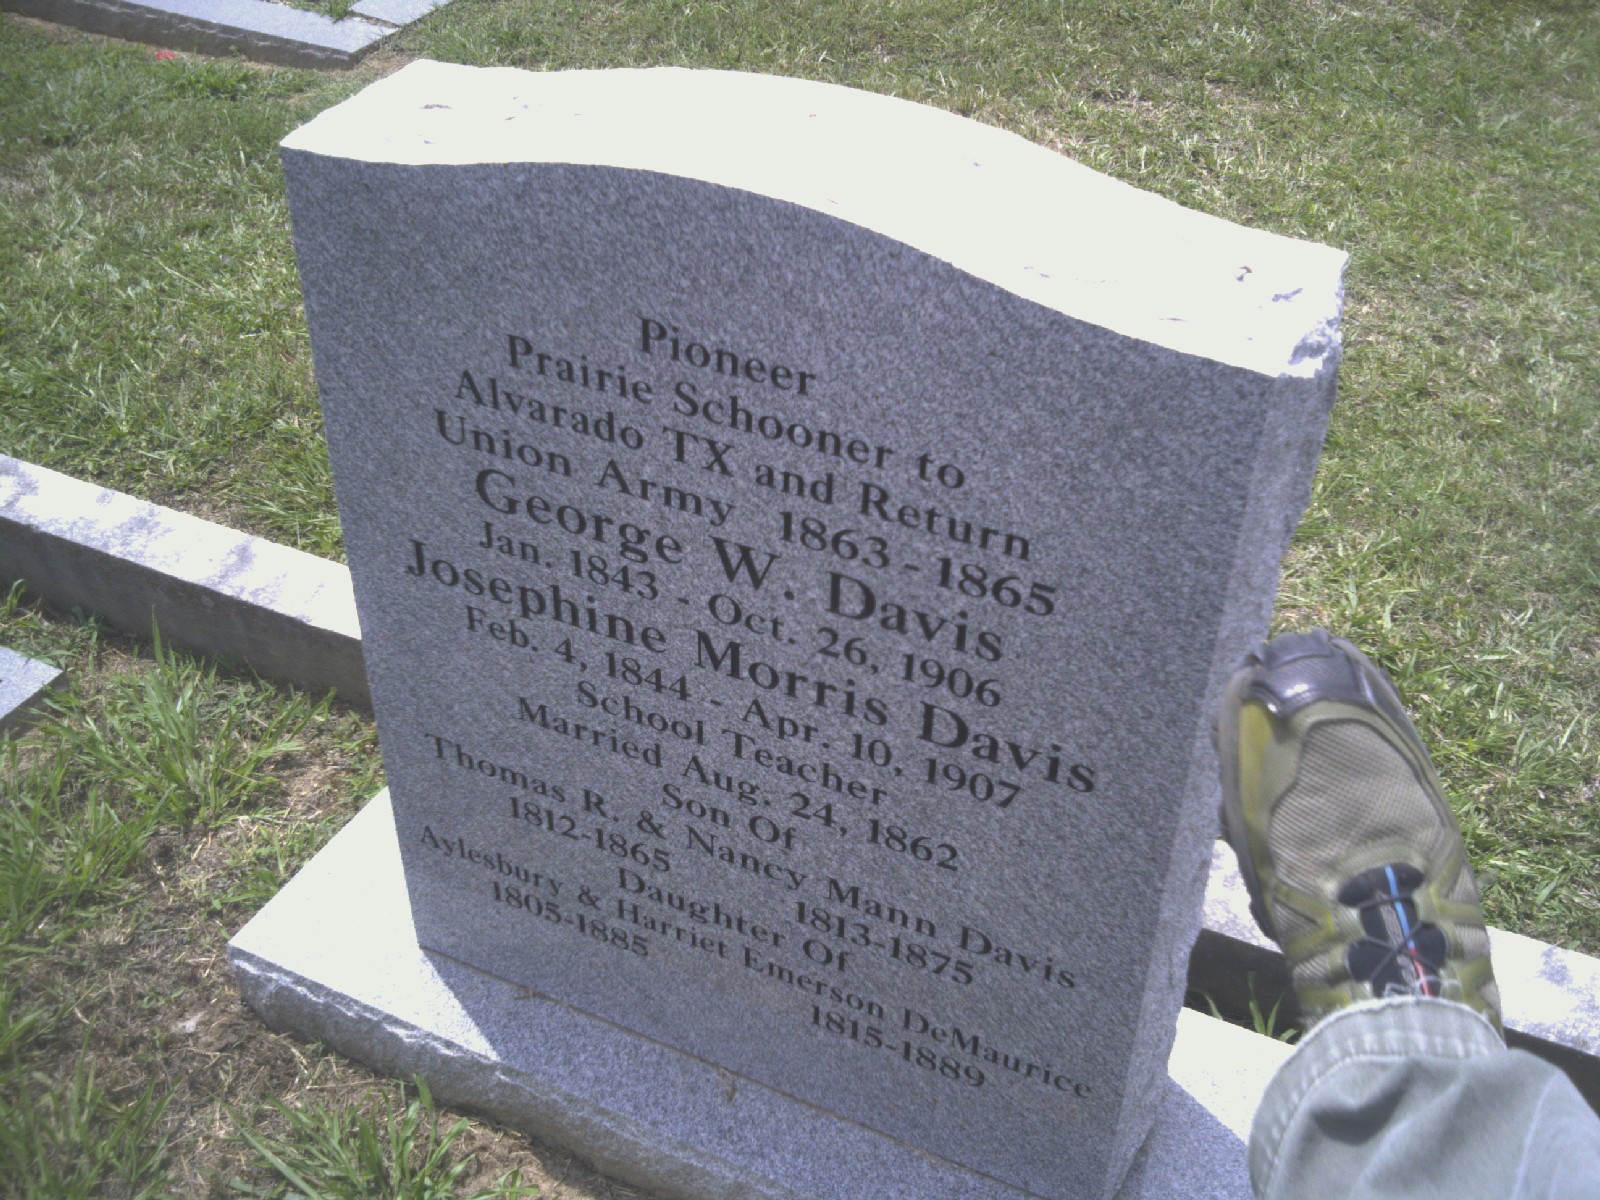 Pioneer
Prairie Schooner to
Alvarado TX and Return
Union Army 1863 - 1865
George W. Davis
Jan. 1843 - Oct. 26, 1906
Josephine Morris Davis
Feb. 4, 1844 - Apr. 10, 1907
School Teacher
Married Aug. 24, 1862
Son Of
Thomas R. & Nancy Mann Davis
1812-1865 1813-1875
Daughter Of
Aylesbury & Harriet Emerson DeMaurice
1805-1885 1815-1889